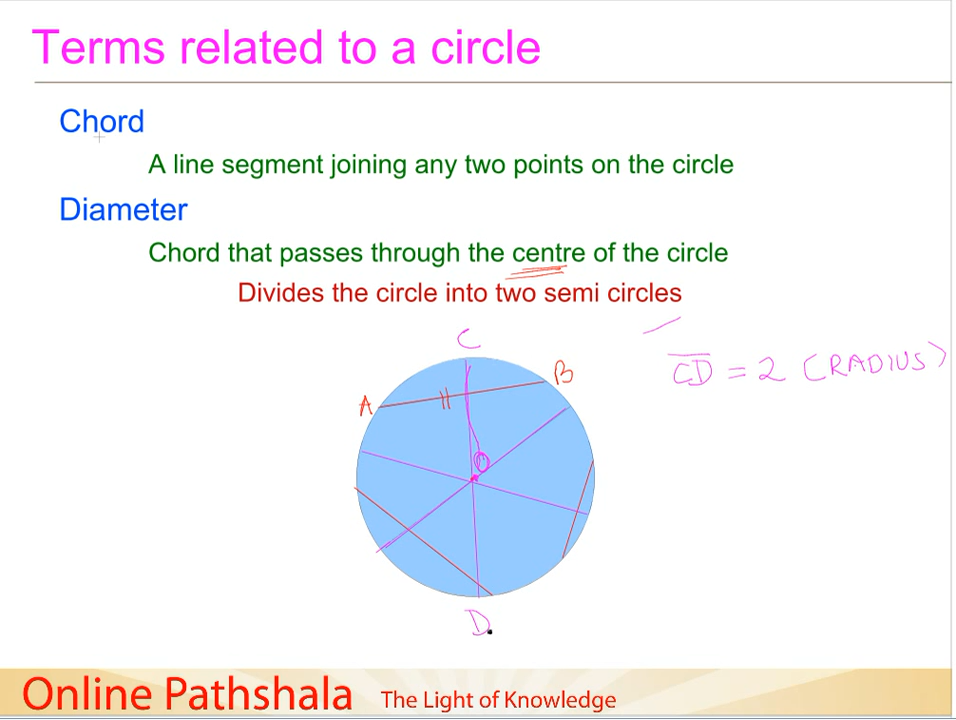 Terms related to a circle
Chord
A line segment joining any two points on the circle
Diameter
Chord that passes through the centre of the circle
Divides the circle into two semi circles
C
A
B
O
D
CD = 2 (RADIUS)
Online Pathshala The Light of Knowledge